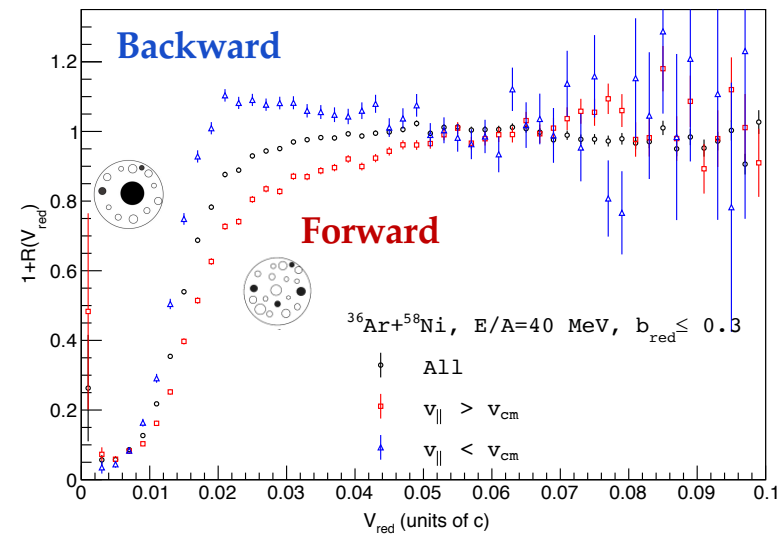 Backward
Forward
³⁶Ar+⁵⁸Ni, E/A=40 MeV, b_red ≤ 0.3
All
v_∥ > v_cm
v_∥ < v_cm
1+R(V_red)
1.2
1
0.8
0.6
0.4
0.2
0
0 0.01 0.02 0.03 0.04 0.05 0.06 0.07 0.08 0.09 0.1
V_red (units of c)